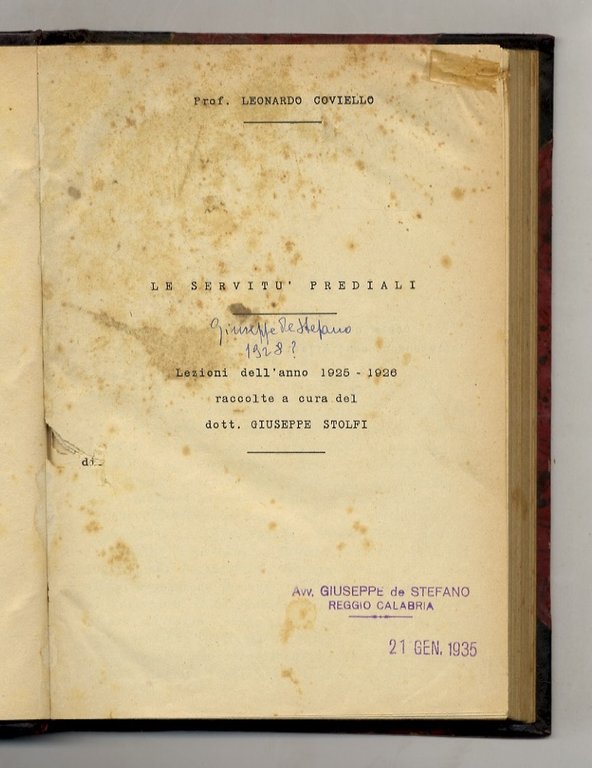 Prof. LEONARDO COVIELLO
LE SERVITU' PREDIALI
Giuseppe De Stefano
1928?
Lezioni dell'anno 1925 - 1926
raccolte a cura del
dott. GIUSEPPE STOLFI
Avv. GIUSEPPE de STEFANO
REGGIO CALABRIA
21 GEN. 1935